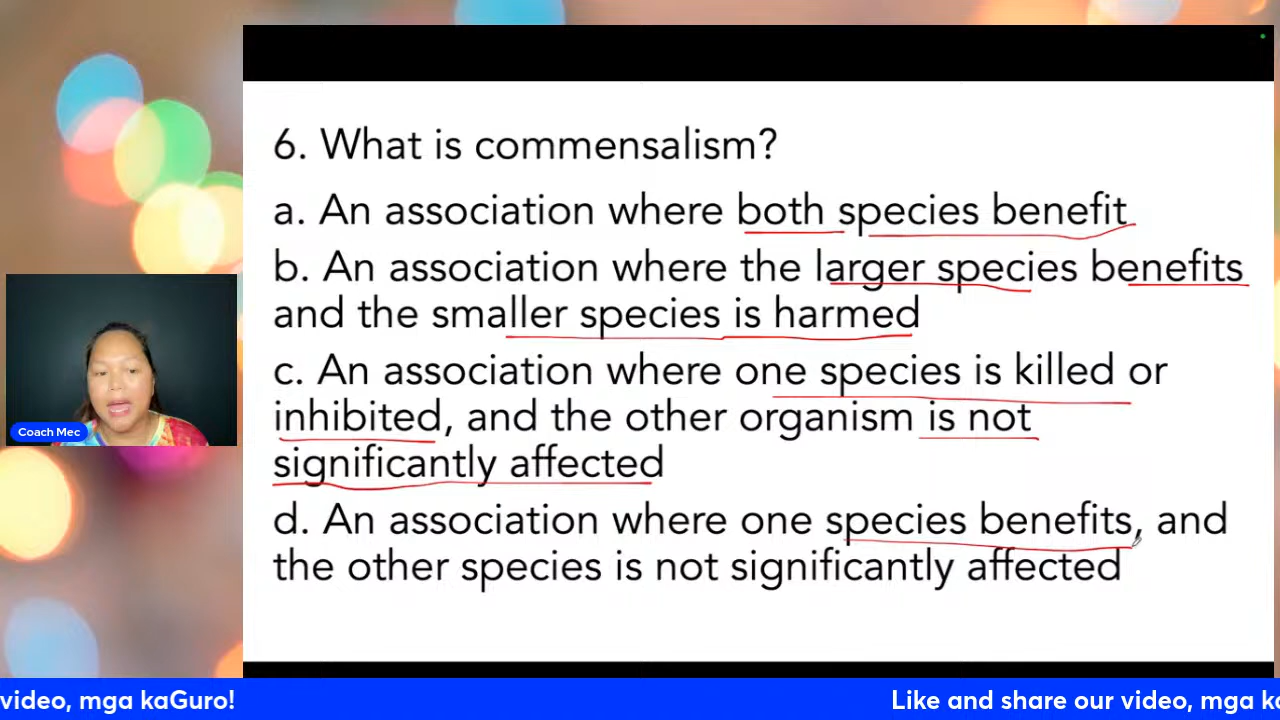 6. What is commensalism?
a. An association where both species benefit
b. An association where the larger species benefits
and the smaller species is harmed
c. An association where one species is killed or
inhibited, and the other organism is not
significantly affected
d. An association where one species benefits, and
the other species is not significantly affected
Coach Mec
video, mga kaGuro!
Like and share our video, mga ka